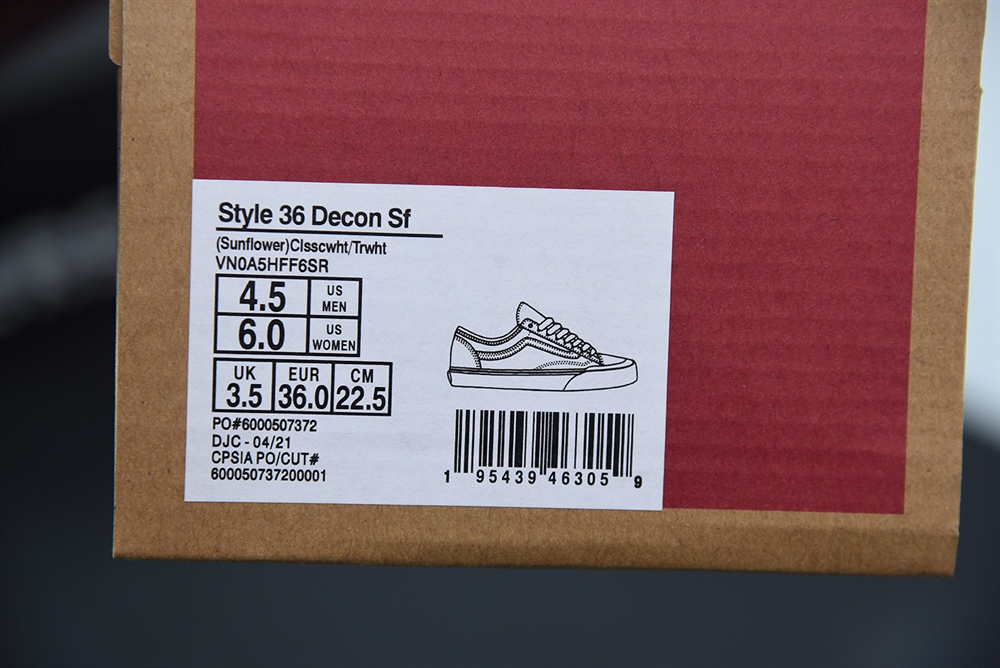 Style 36 Decon Sf
(Sunflower)Clsscwht/Trwht
VN0A5HFF6SR
4.5 US MEN
6.0 US WOMEN
UK EUR CM
3.5 36.0 22.5
PO#6000507372
DJC - 04/21
CPSIA PO/CUT#
600050737200001
1 95439 46305 9